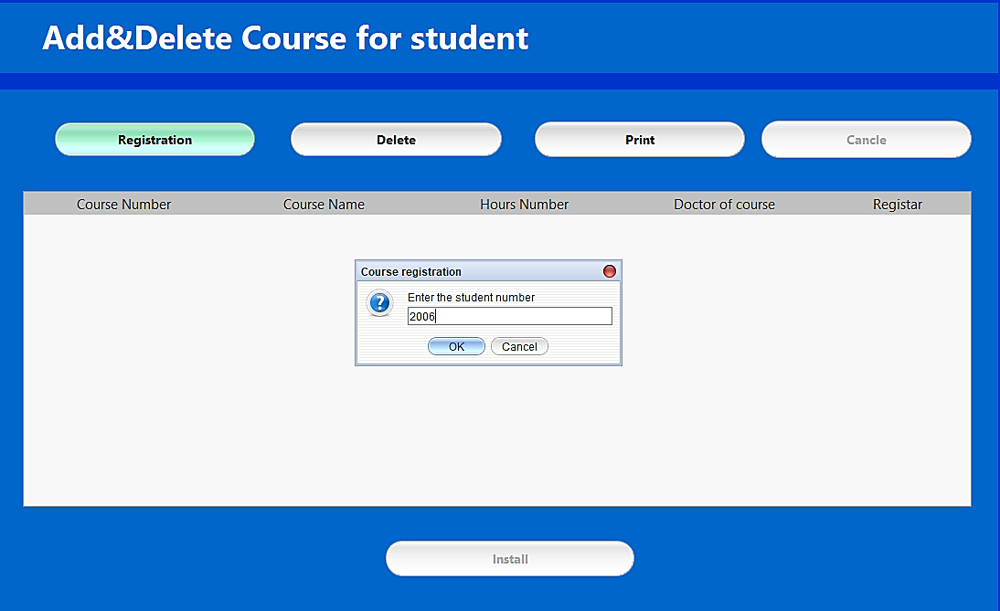 Add&Delete Course for student
Registration Delete Print Cancle
Course Number Course Name Hours Number Doctor of course Registar
Course registration
?
Enter the student number
2006
OK Cancel
Install